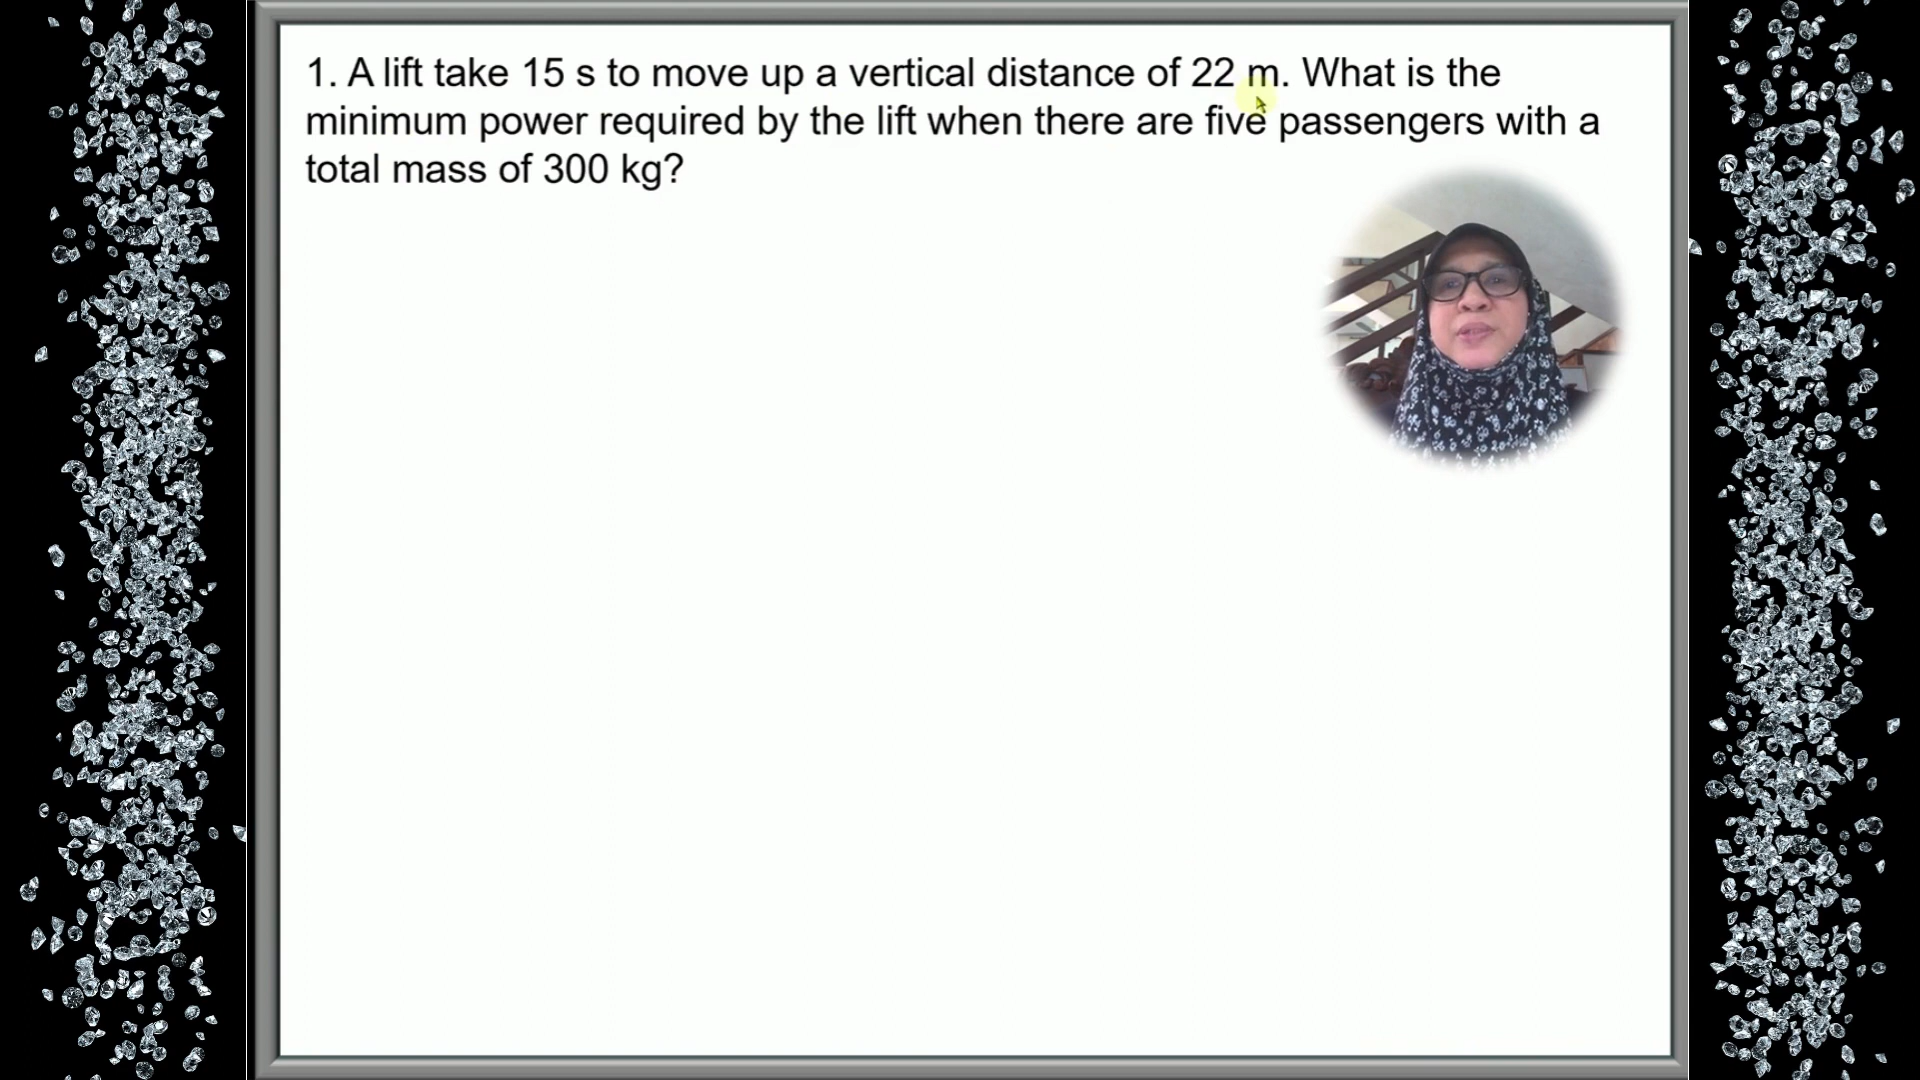 1. A lift take 15 s to move up a vertical distance of 22 m. What is the
minimum power required by the lift when there are five passengers with a
total mass of 300 kg?